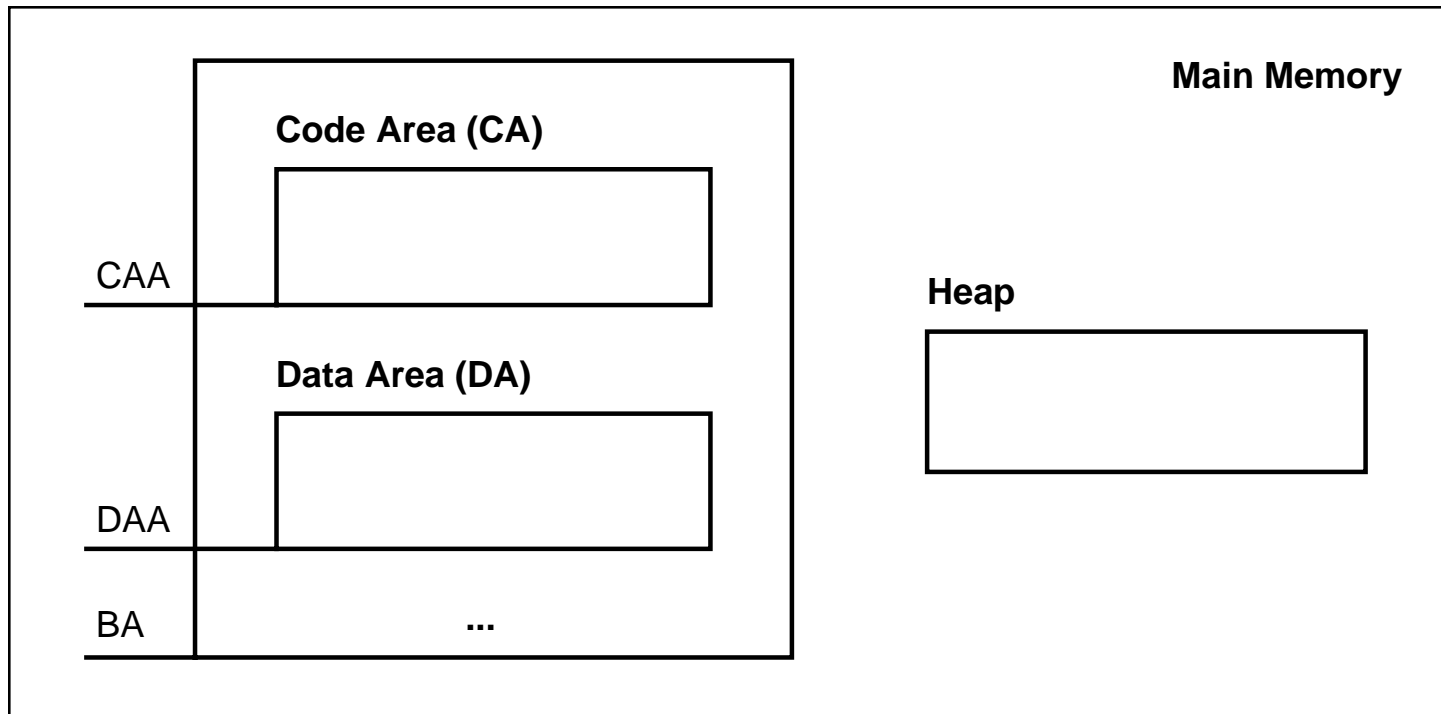 Main Memory
Code Area (CA)
CAA
Heap
Data Area (DA)
DAA
BA
...